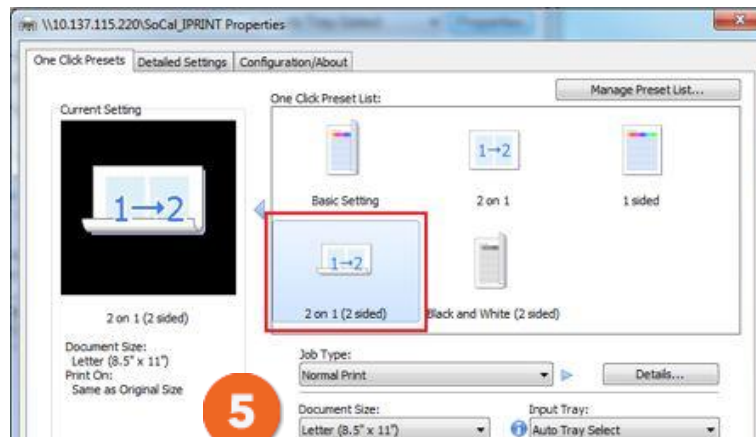 \\10.137.115.220\SoCal_IPRINT Properties
One Click Presets Detailed Settings Configuration/About
Manage Preset List...
Current Setting
One Click Preset List:
1→2
Basic Setting
1→2
2 on 1
1 sided
1→2
2 on 1 (2 sided)
Black and White (2 sided)
2 on 1 (2 sided)
Document Size:
Letter (8.5" x 11")
Print On:
Same as Original Size
Job Type:
Normal Print
Details...
5
Document Size:
Letter (8.5" x 11")
Input Tray:
Auto Tray Select